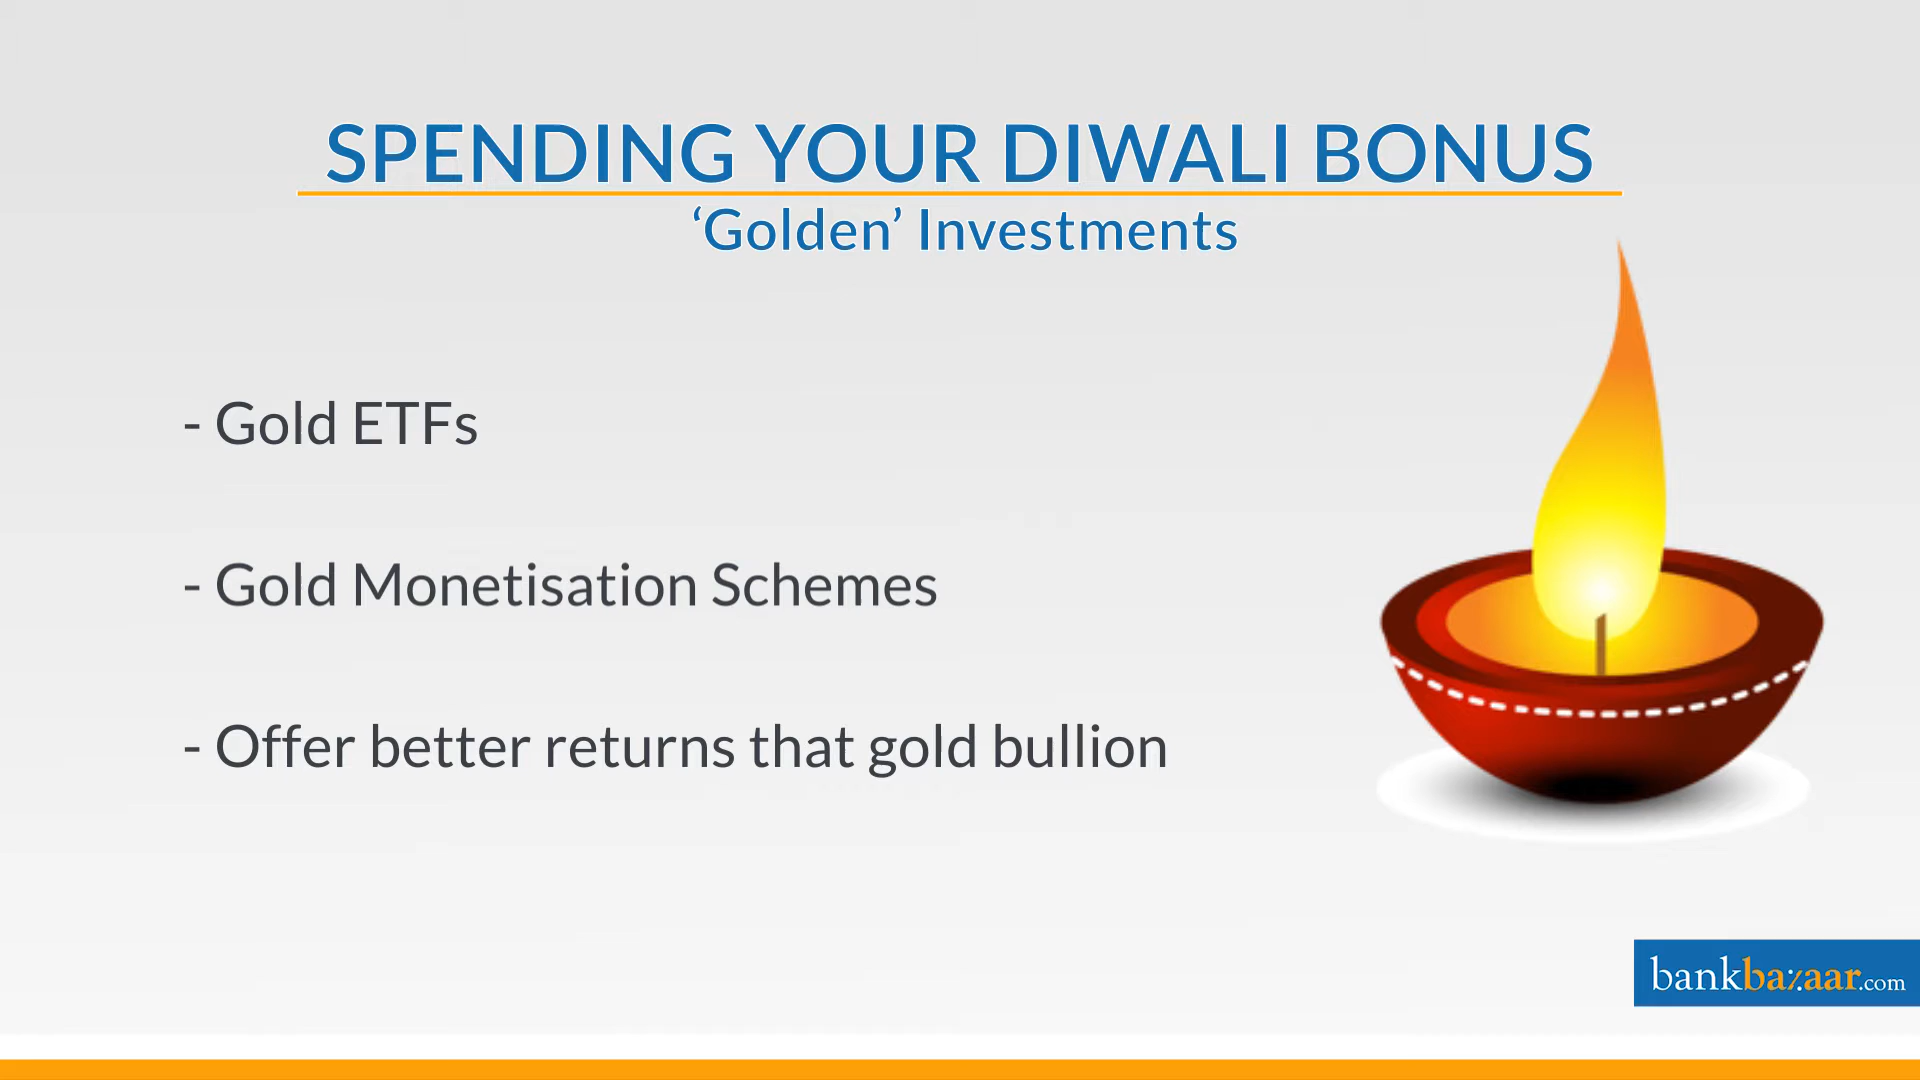 SPENDING YOUR DIWALI BONUS
‘Golden’ Investments
- Gold ETFs
- Gold Monetisation Schemes
- Offer better returns that gold bullion
bankbazaar.com